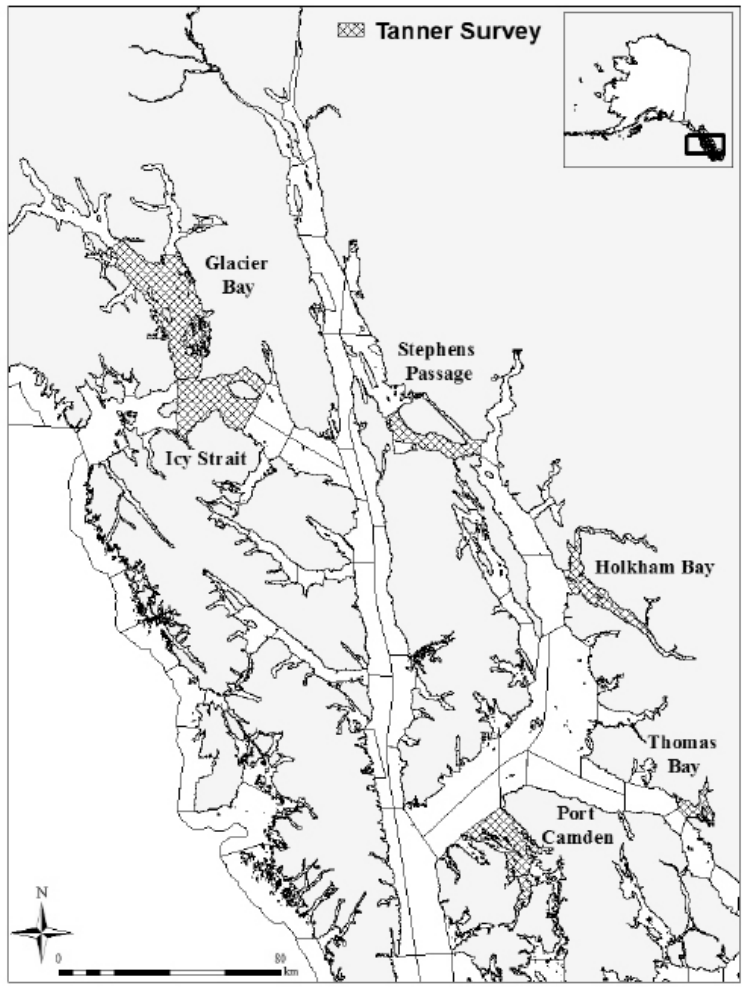 Tanner Survey
Glacier
Bay
Stephens
Passage
Icy Strait
Holkham Bay
Thomas
Bay
Port
Camden
N
0
80
km